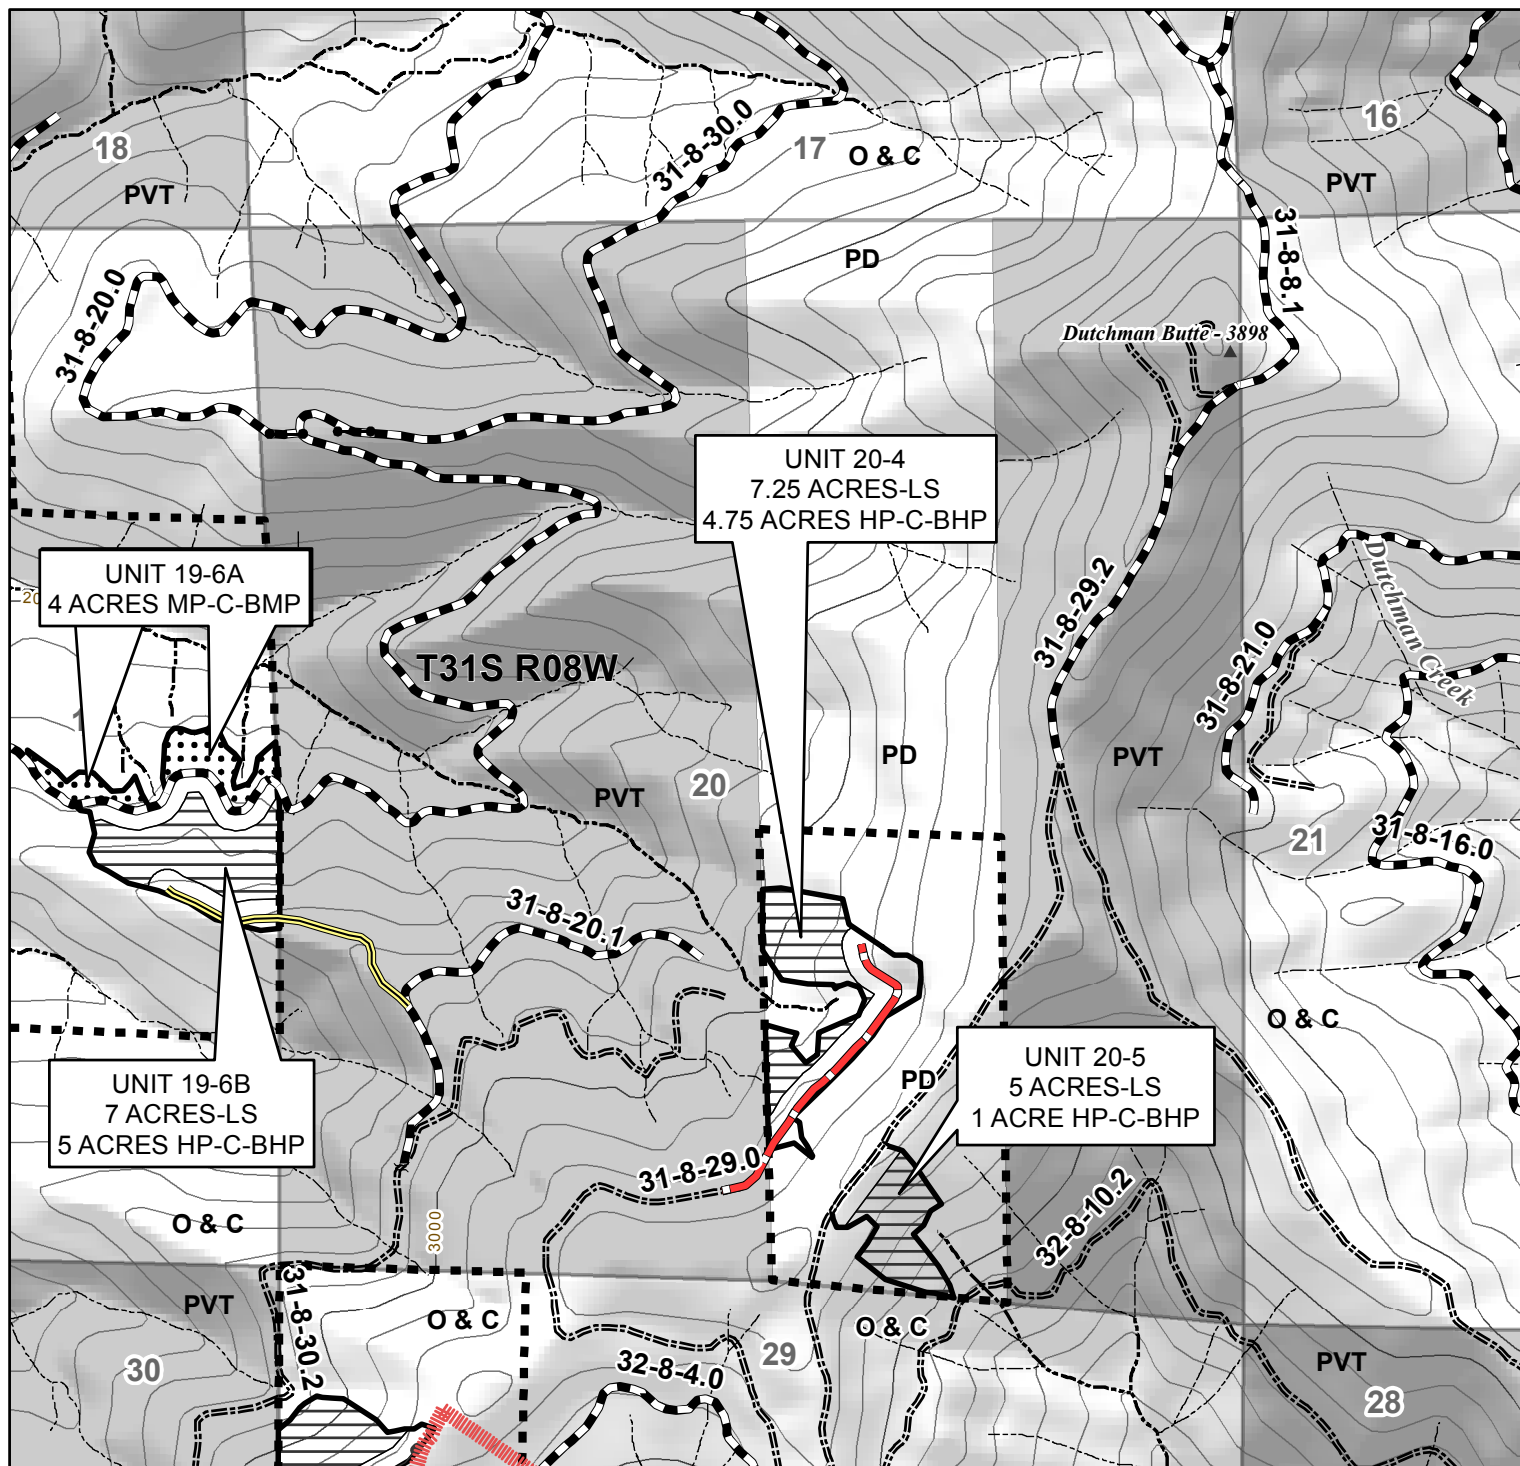 18
PVT
31-8-30.0
17
O & C
16
PVT
31-8-20.0
PD
31-8-8.1
Dutchman Butte - 3898
UNIT 20-4
7.25 ACRES-LS
4.75 ACRES HP-C-BHP
UNIT 19-6A
4 ACRES MP-C-BMP
31-8-29.2
Dutchman Creek
31-8-21.0
T31S R08W
PD
PVT
20
PVT
21
31-8-16.0
31-8-20.1
O & C
UNIT 19-6B
7 ACRES-LS
5 ACRES HP-C-BHP
PD
UNIT 20-5
5 ACRES-LS
1 ACRE HP-C-BHP
31-8-29.0
32-8-10.2
O & C
3000
31-8-30.2
PVT
O & C
O & C
30
29
32-8-4.0
PVT
28